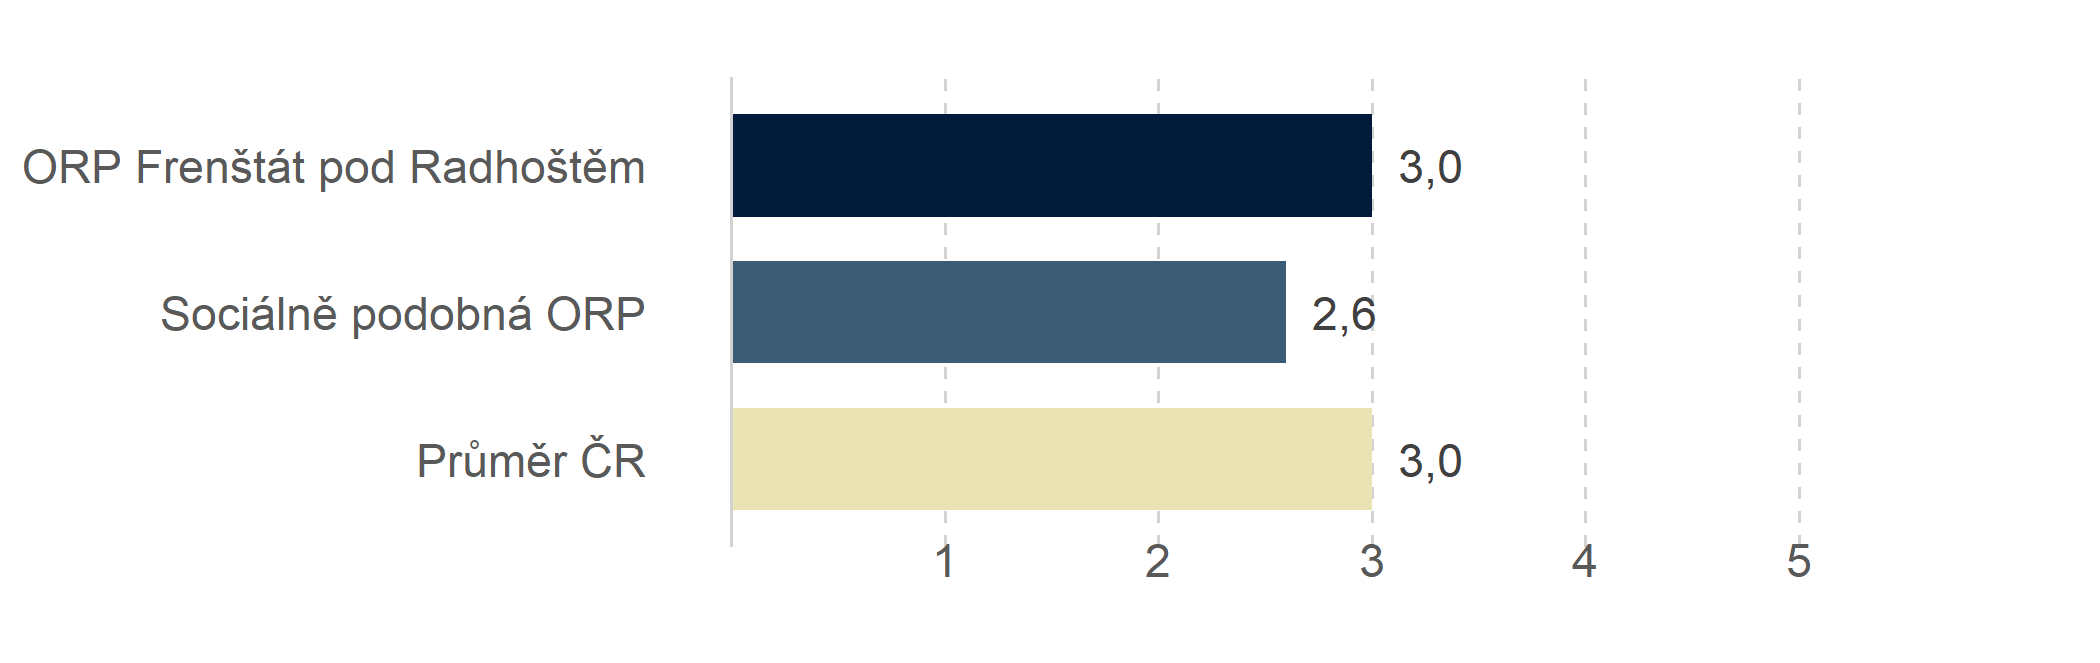 ORP Frenštát pod Radhoštěm 3,0
Sociálně podobná ORP 2,6
Průměr ČR 3,0
1 2 3 4 5